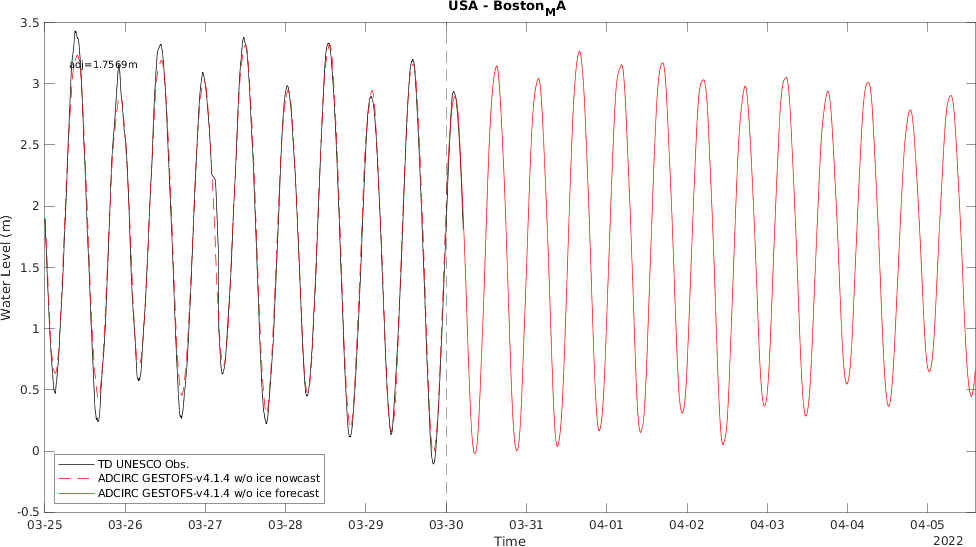 USA - Boston_MA
3.5
adj=1.7569m
3
2.5
2
1.5
1
0.5
0
-0.5
Water Level (m)
TD UNESCO Obs.
ADCIRC GESTOFS-v4.1.4 w/o ice nowcast
ADCIRC GESTOFS-v4.1.4 w/o ice forecast
03-25 03-26 03-27 03-28 03-29 03-30 03-31 04-01 04-02 04-03 04-04 04-05
Time
2022